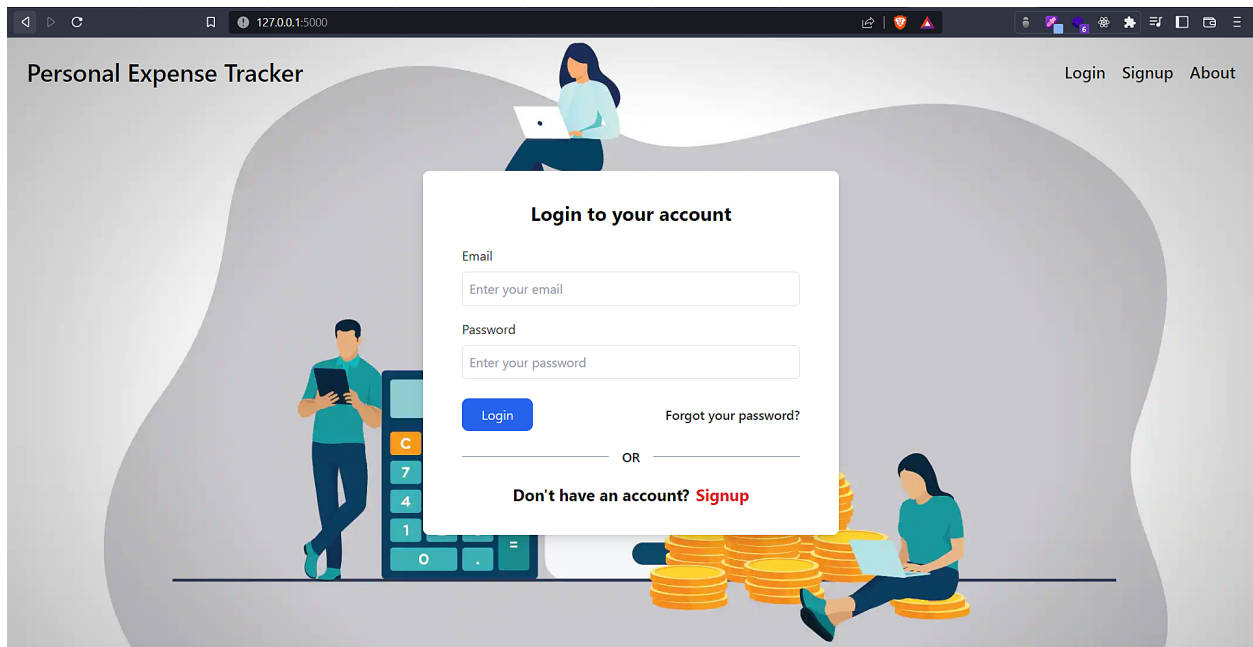 127.0.0.1:5000
6
Personal Expense Tracker
Login Signup About
Login to your account
Email
Enter your email
Password
Enter your password
Login
Forgot your password?
OR
Don't have an account? Signup
C
7
4
1
0
.
=